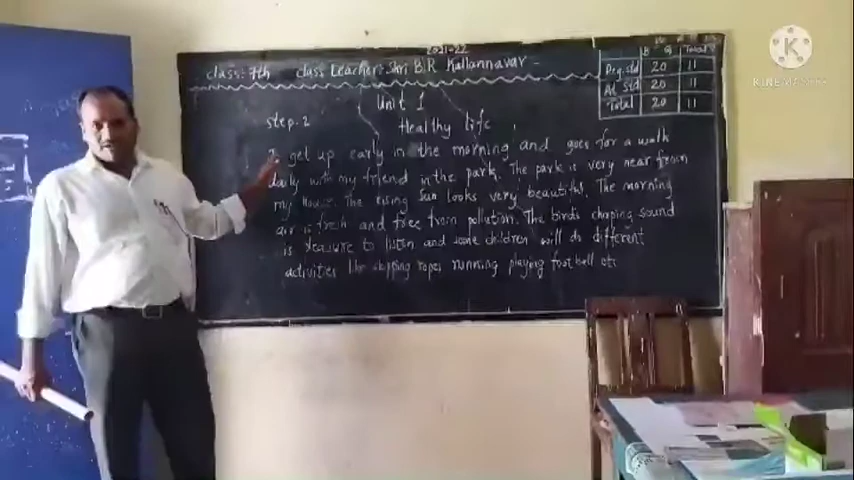 2021-22
class: 7th class Teacher: Shri B.R Kallannavar
B G Total
Prg.std 20 11
Ad std 20 11
Total 20 11
Unit 1
step-2
Healthy life
I get up early in the morning and goes for a walk
daily with my friend in the park. The park is very near from
my house. The rising sun looks very beautiful. The morning
air is fresh and free from pollution. The birds chirping sound
is pleasure to listen and some children will do different
activities like skipping ropes running playing foot ball etc
K
KINEMASTER